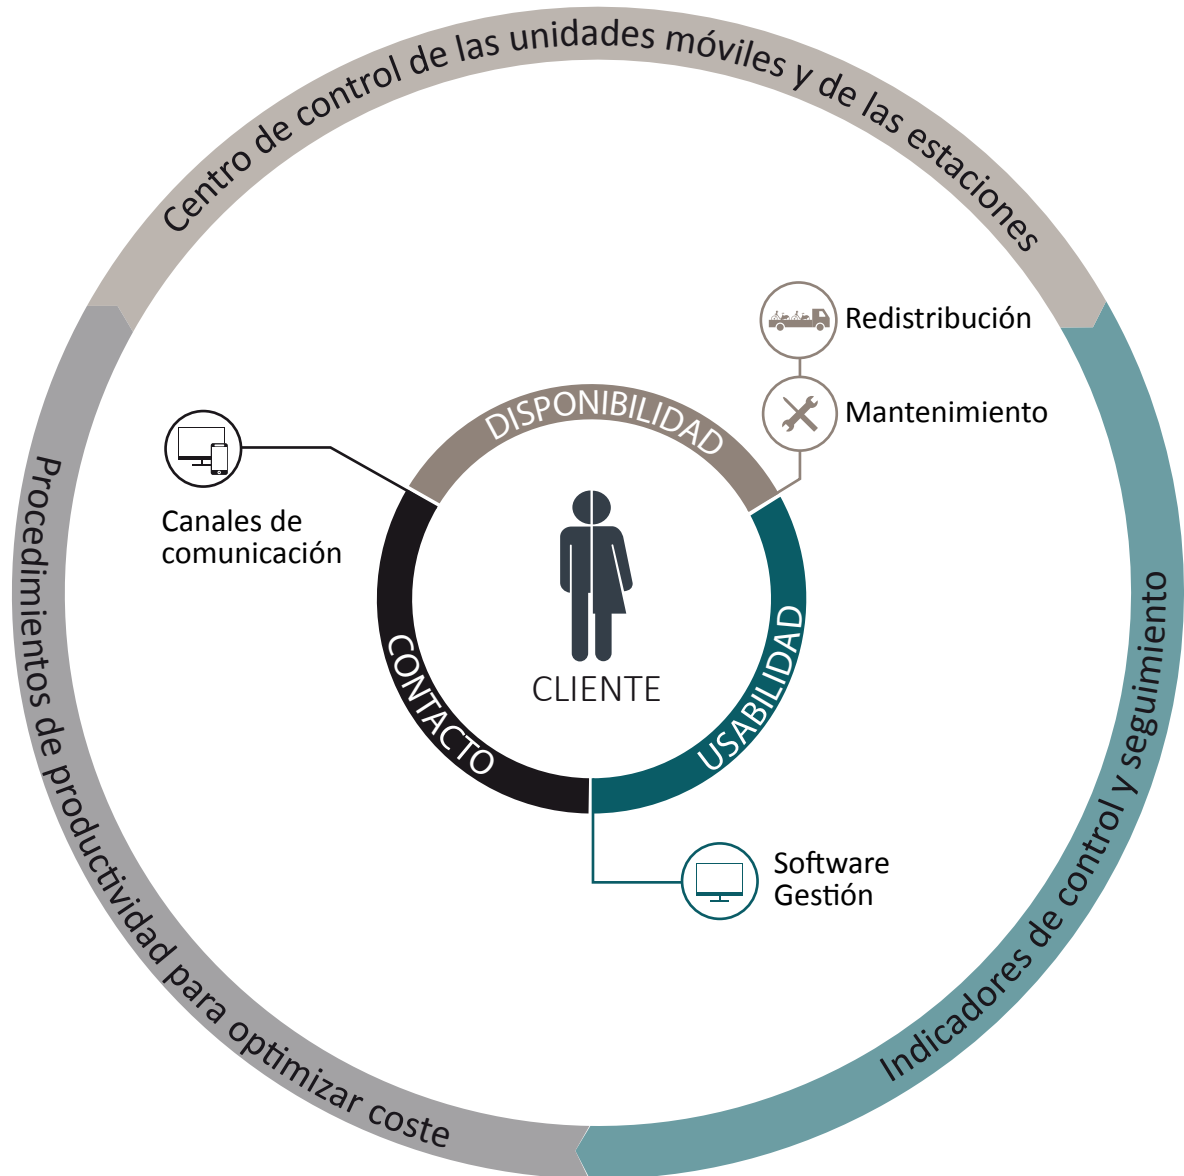 Centro de control de las unidades móviles y de las estaciones
Redistribución
Mantenimiento
DISPONIBILIDAD
Canales de
comunicación
CLIENTE
CONTACTO
USABILIDAD
Software
Gestión
Procedimientos de productividad para optimizar coste
Indicadores de control y seguimiento